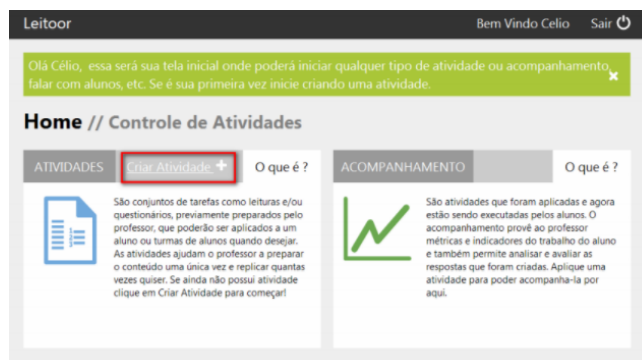 Leitoor Bem Vindo Celio Sair
Olá Célio, essa será sua tela inicial onde poderá iniciar qualquer tipo de atividade ou acompanhamento,
falar com alunos, etc. Se é sua primeira vez inicie criando uma atividade.
Home // Controle de Atividades
ATIVIDADES Criar Atividade + O que é ?
São conjuntos de tarefas como leituras e/ou
questionários, previamente preparados pelo
professor, que poderão ser aplicados a um
aluno ou turmas de alunos quando desejar.
As atividades ajudam o professor a preparar
o conteúdo uma única vez e replicar quantas
vezes quiser. Se ainda não possui atividade
clique em Criar Atividade para começar!
ACOMPANHAMENTO O que é ?
São atividades que foram aplicadas e agora
estão sendo executadas pelos alunos. O
acompanhamento provê ao professor
métricas e indicadores do trabalho do aluno
e também permite analisar e avaliar as
respostas que foram criadas. Aplique uma
atividade para poder acompanha-la por
aqui.